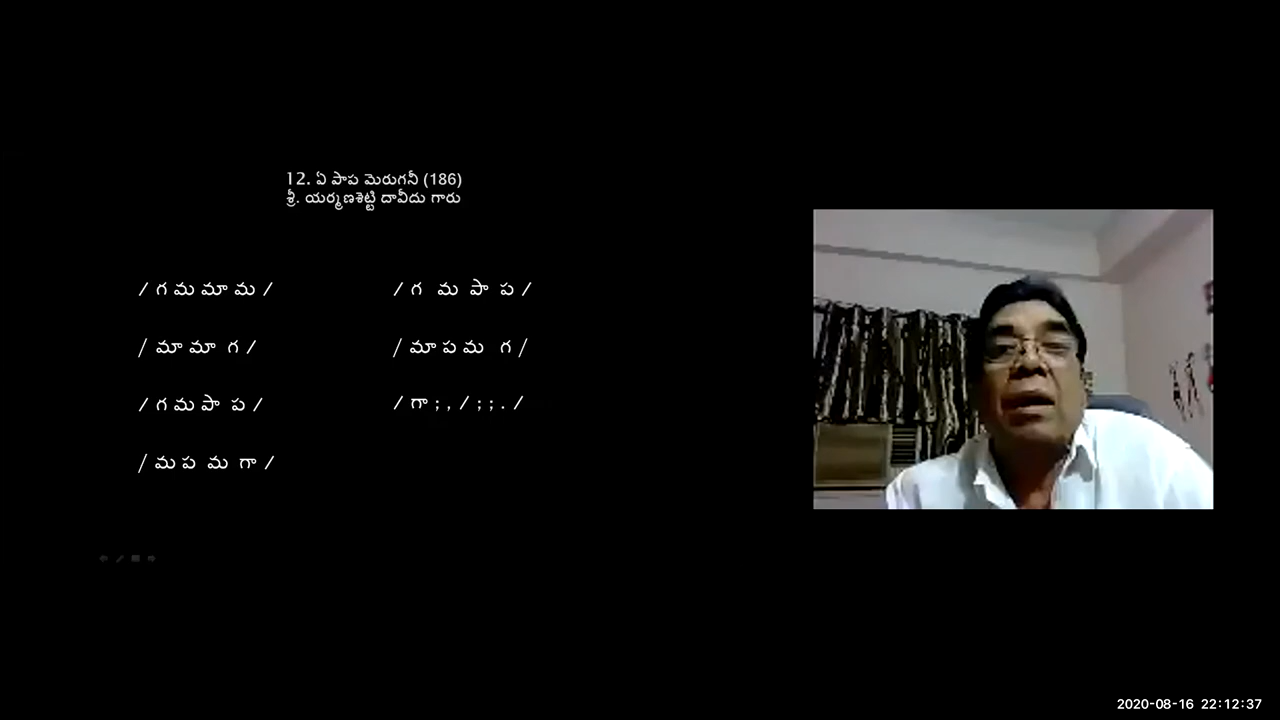 12. ఏ పాప మెరుగనీ (186)
శ్రీ. యర్మణశెట్టి దావీదు గారు
/ గ మ మా మ /
/ మా మా గ /
/ గ మ పా ప /
/ మ ప మ గా /
/ గ మ పా ప /
/ మా ప మ గ /
/ గా ; , / ; ; . /
2020-08-16 22:12:37